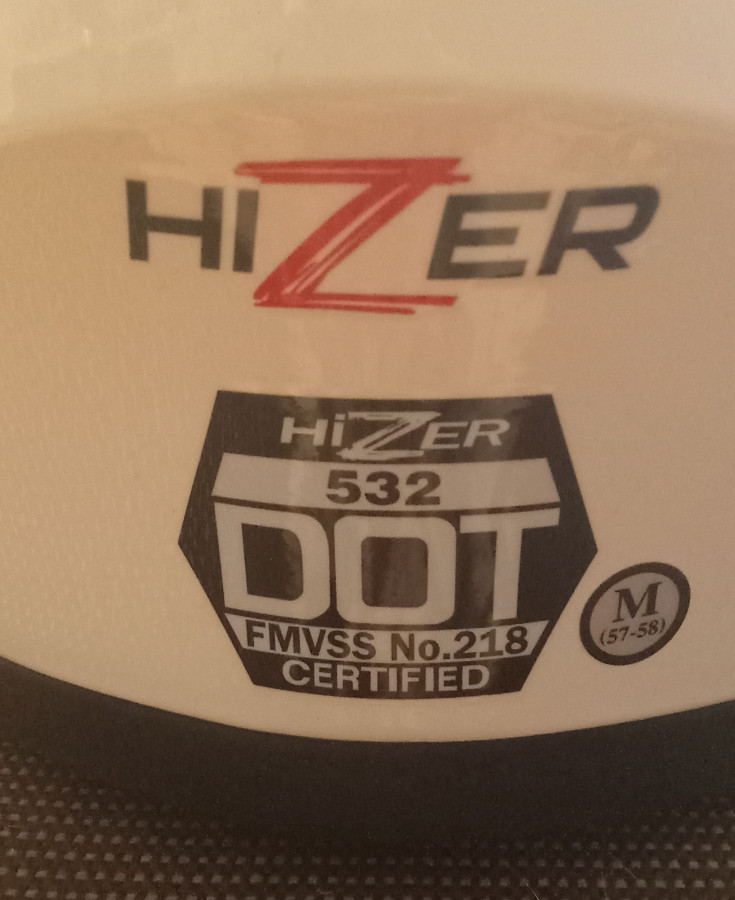 HIZER
HiZER
532
DOT
FMVSS No.218
CERTIFIED
M
(57-58)